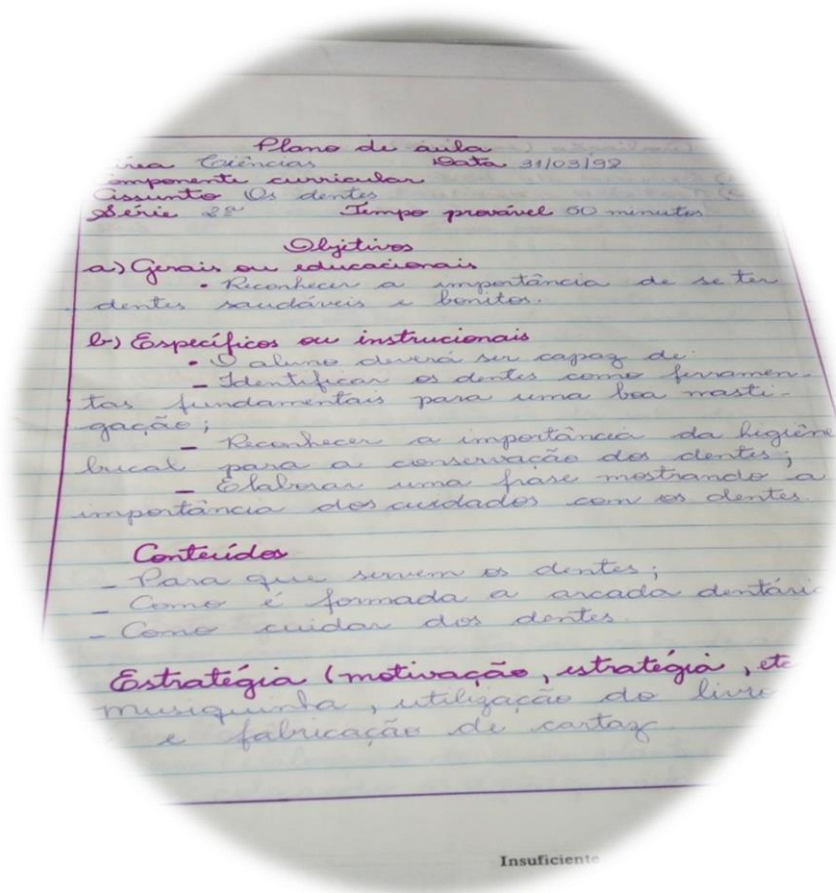 Plano de aula
Área Ciências Data 31/03/92
Componente curricular
Assunto Os dentes
Série 2ª Tempo provável 50 minutos
Objetivos
a) Gerais ou educacionais
• Reconhecer a importância de se ter
dentes saudáveis e bonitos.
b) Específicos ou instrucionais
• O aluno deverá ser capaz de:
– Identificar os dentes como ferramen-
tas fundamentais para uma boa masti-
gação;
– Reconhecer a importância da higiêne
bucal para a conservação dos dentes;
– Elaborar uma frase mostrando a
importância dos cuidados com os dentes.
Conteúdos
– Para que servem os dentes;
– Como é formada a arcada dentári
– Como cuidar dos dentes.
Estratégia (motivação, estratégia, etc
musiquinha, utilização do livro
e fabricação de cartaz.
Insuficiente